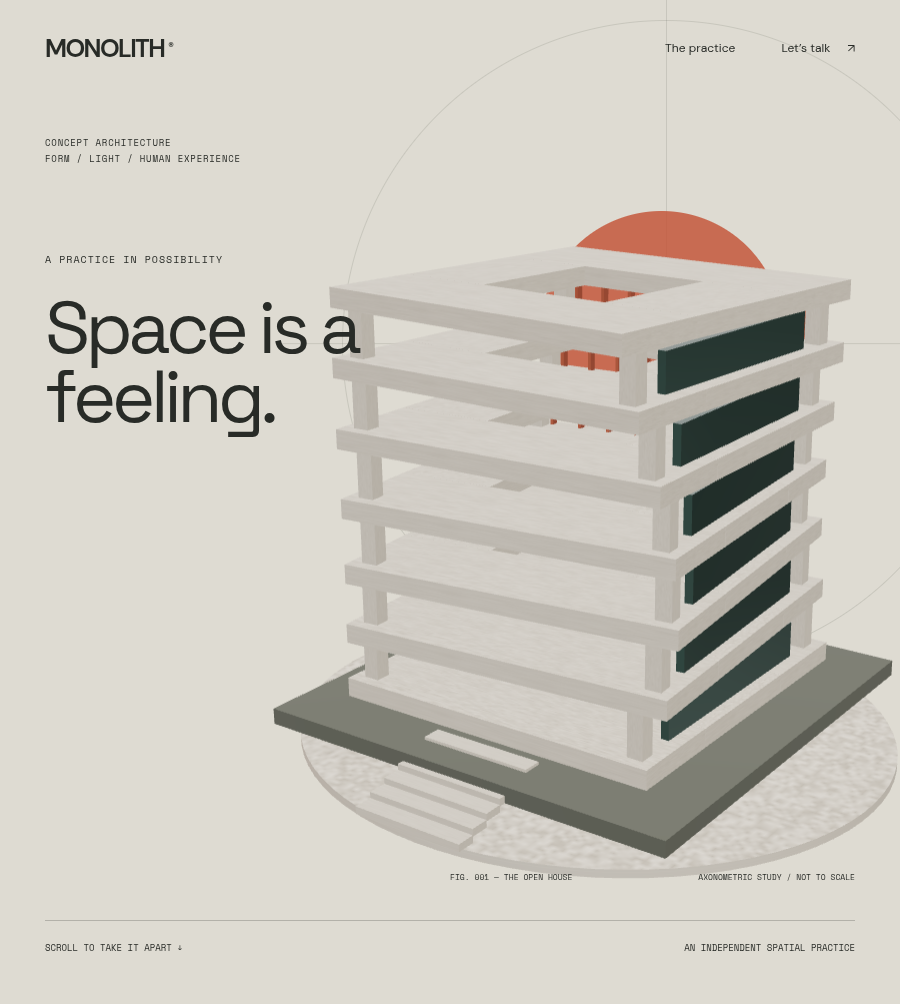 MONOLITH®
The practice
Let's talk ↗
CONCEPT ARCHITECTURE
FORM / LIGHT / HUMAN EXPERIENCE
A PRACTICE IN POSSIBILITY
Space is a
feeling.
FIG. 001 — THE OPEN HOUSE
AXONOMETRIC STUDY / NOT TO SCALE
SCROLL TO TAKE IT APART ↓
AN INDEPENDENT SPATIAL PRACTICE